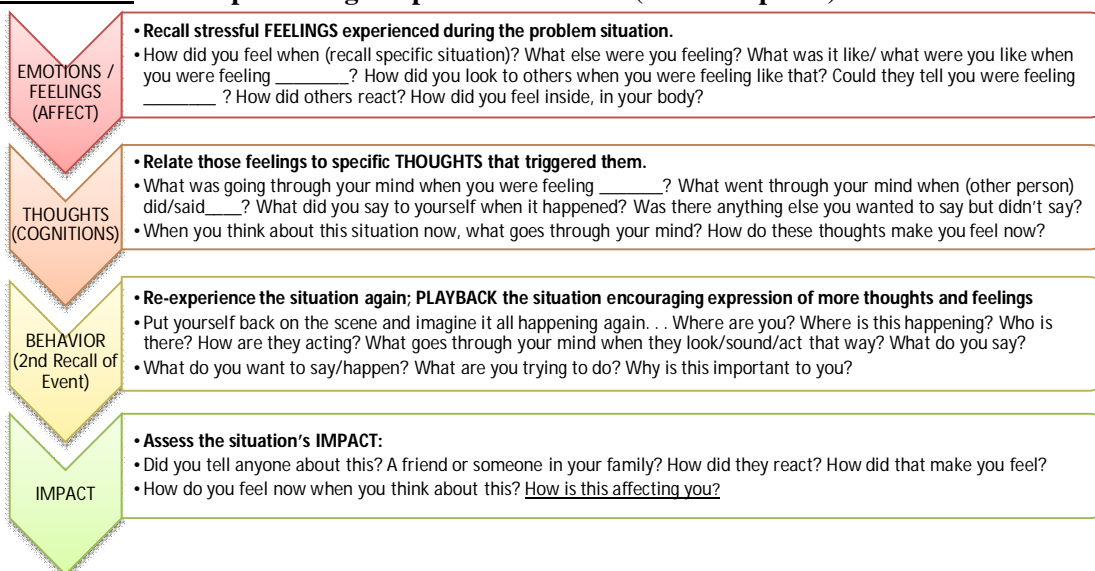 • Recall stressful FEELINGS experienced during the problem situation.
• How did you feel when (recall specific situation)? What else were you feeling? What was it like/ what were you like when
you were feeling ________? How did you look to others when you were feeling like that? Could they tell you were feeling
________ ? How did others react? How did you feel inside, in your body?
EMOTIONS /
FEELINGS
(AFFECT)
• Relate those feelings to specific THOUGHTS that triggered them.
• What was going through your mind when you were feeling _______? What went through your mind when (other person)
did/said____? What did you say to yourself when it happened? Was there anything else you wanted to say but didn't say?
• When you think about this situation now, what goes through your mind? How do these thoughts make you feel now?
THOUGHTS
(COGNITIONS)
• Re-experience the situation again; PLAYBACK the situation encouraging expression of more thoughts and feelings
• Put yourself back on the scene and imagine it all happening again. . . Where are you? Where is this happening? Who is
there? How are they acting? What goes through your mind when they look/sound/act that way? What do you say?
• What do you want to say/happen? What are you trying to do? Why is this important to you?
BEHAVIOR
(2nd Recall of
Event)
• Assess the situation's IMPACT:
• Did you tell anyone about this? A friend or someone in your family? How did they react? How did that make you feel?
• How do you feel now when you think about this? How is this affecting you?
IMPACT